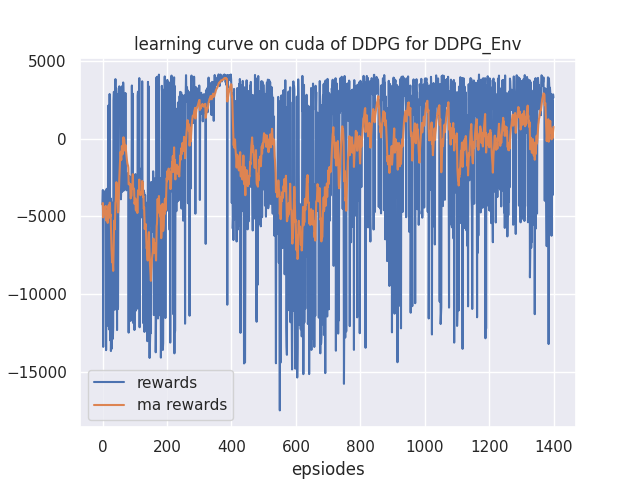 learning curve on cuda of DDPG for DDPG_Env
5000
0
−5000
−10000
−15000
rewards
ma rewards
0 200 400 600 800 1000 1200 1400
epsiodes